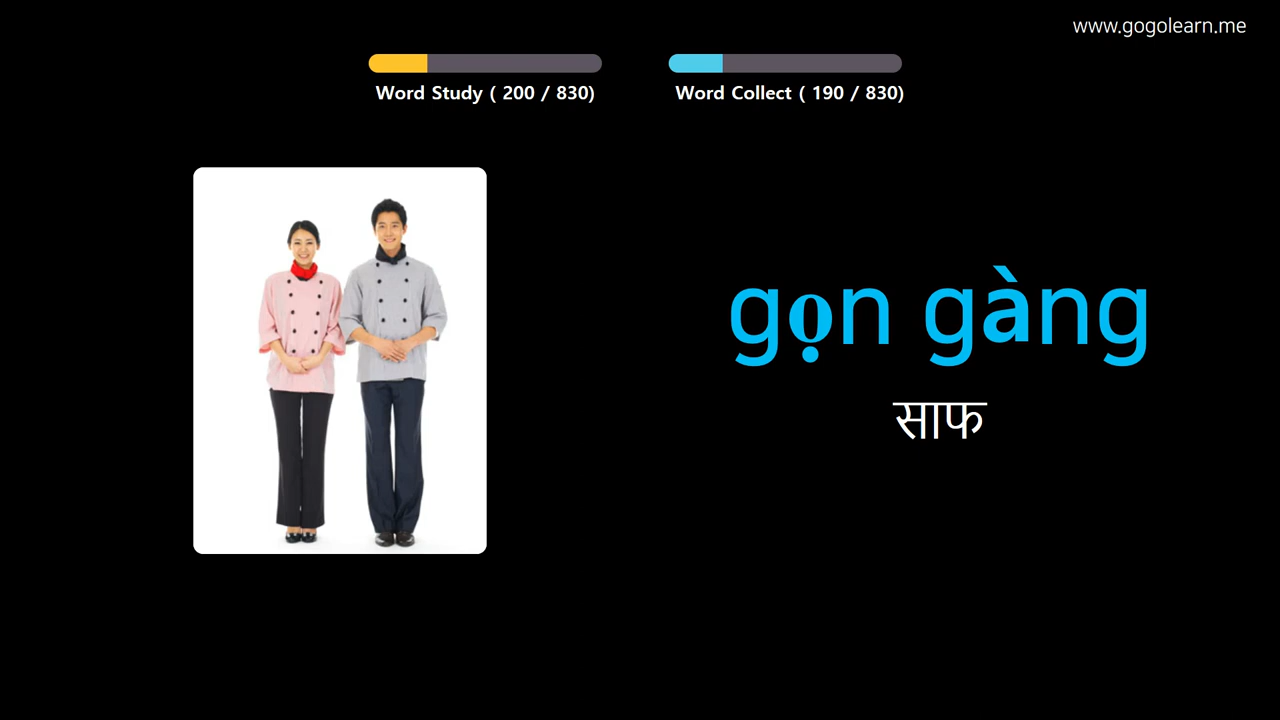 www.gogolearn.me
Word Study ( 200 / 830)
Word Collect ( 190 / 830)
gọn gàng
साफ